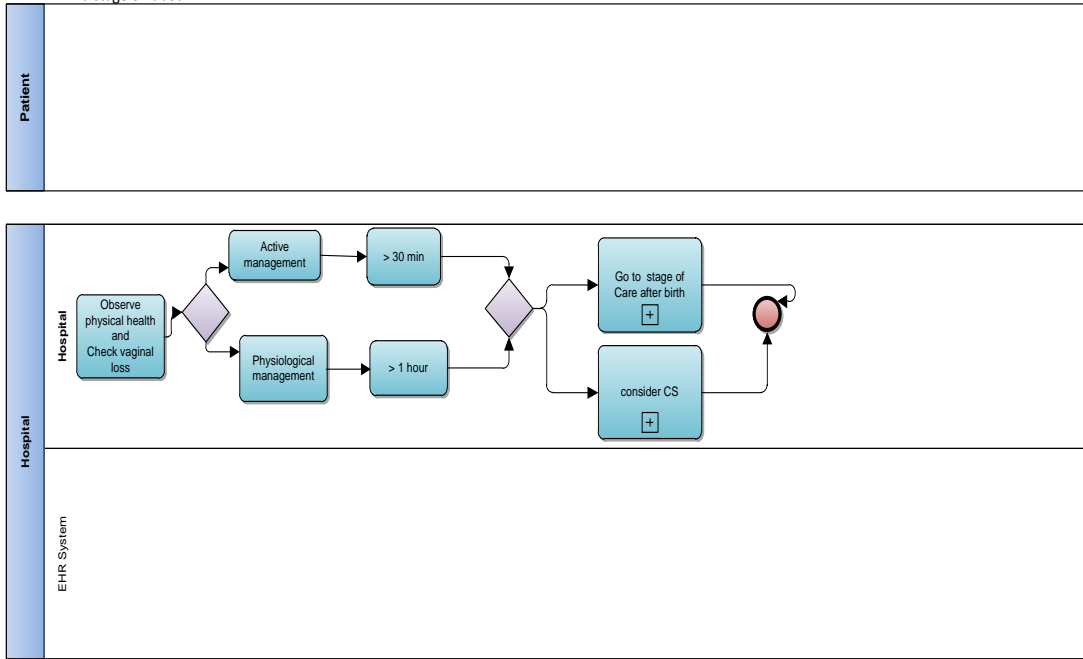 Patient
Hospital
Hospital
EHR System
Observe
physical health
and
Check vaginal
loss
Active
management
> 30 min
Physiological
management
> 1 hour
Go to stage of
Care after birth
+
consider CS
+